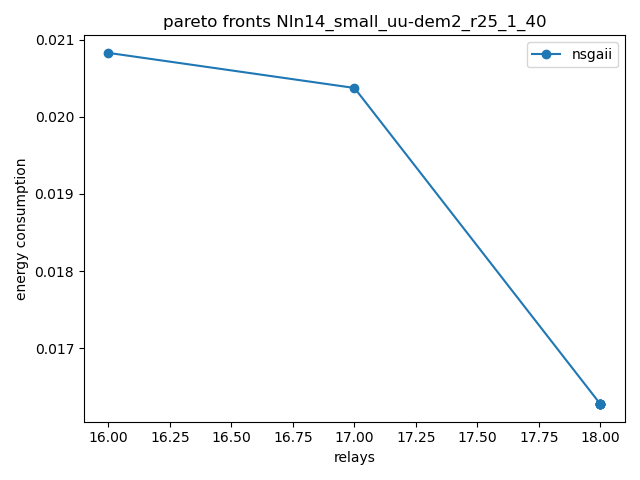 pareto fronts NIn14_small_uu-dem2_r25_1_40
nsgaii
0.021
0.020
0.019
0.018
0.017
energy consumption
16.00 16.25 16.50 16.75 17.00 17.25 17.50 17.75 18.00
relays